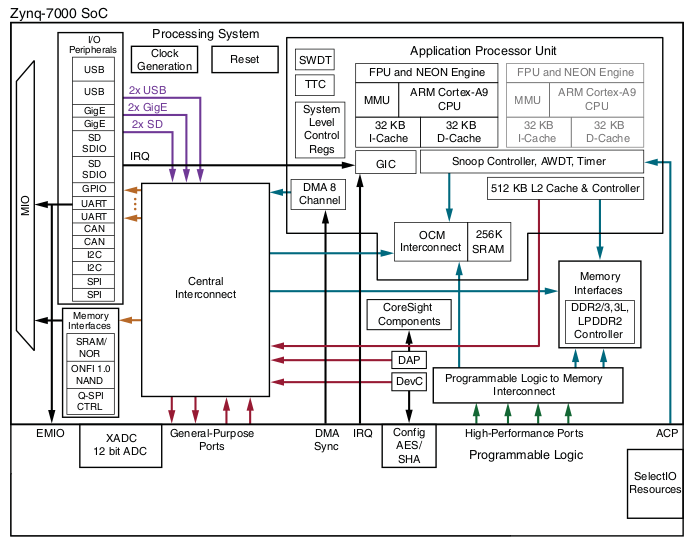 Zynq-7000 SoC
Processing System
I/O
Peripherals
USB
USB
GigE
GigE
SD
SDIO
SD
SDIO
GPIO
UART
UART
CAN
CAN
I2C
I2C
SPI
SPI
MIO
Clock
Generation
Reset
2x USB
2x GigE
2x SD
IRQ
SWDT
TTC
System
Level
Control
Regs
Application Processor Unit
FPU and NEON Engine
MMU
ARM Cortex-A9
CPU
32 KB
I-Cache
32 KB
D-Cache
FPU and NEON Engine
MMU
ARM Cortex-A9
CPU
32 KB
I-Cache
32 KB
D-Cache
GIC
Snoop Controller, AWDT, Timer
512 KB L2 Cache & Controller
DMA 8
Channel
OCM
Interconnect
256K
SRAM
Central
Interconnect
Memory
Interfaces
DDR2/3,3L,
LPDDR2
Controller
CoreSight
Components
DAP
DevC
Programmable Logic to Memory
Interconnect
Memory
Interfaces
SRAM/
NOR
ONFI 1.0
NAND
Q-SPI
CTRL
EMIO
XADC
12 bit ADC
General-Purpose
Ports
DMA
Sync
IRQ
Config
AES/
SHA
High-Performance Ports
ACP
Programmable Logic
SelectIO
Resources